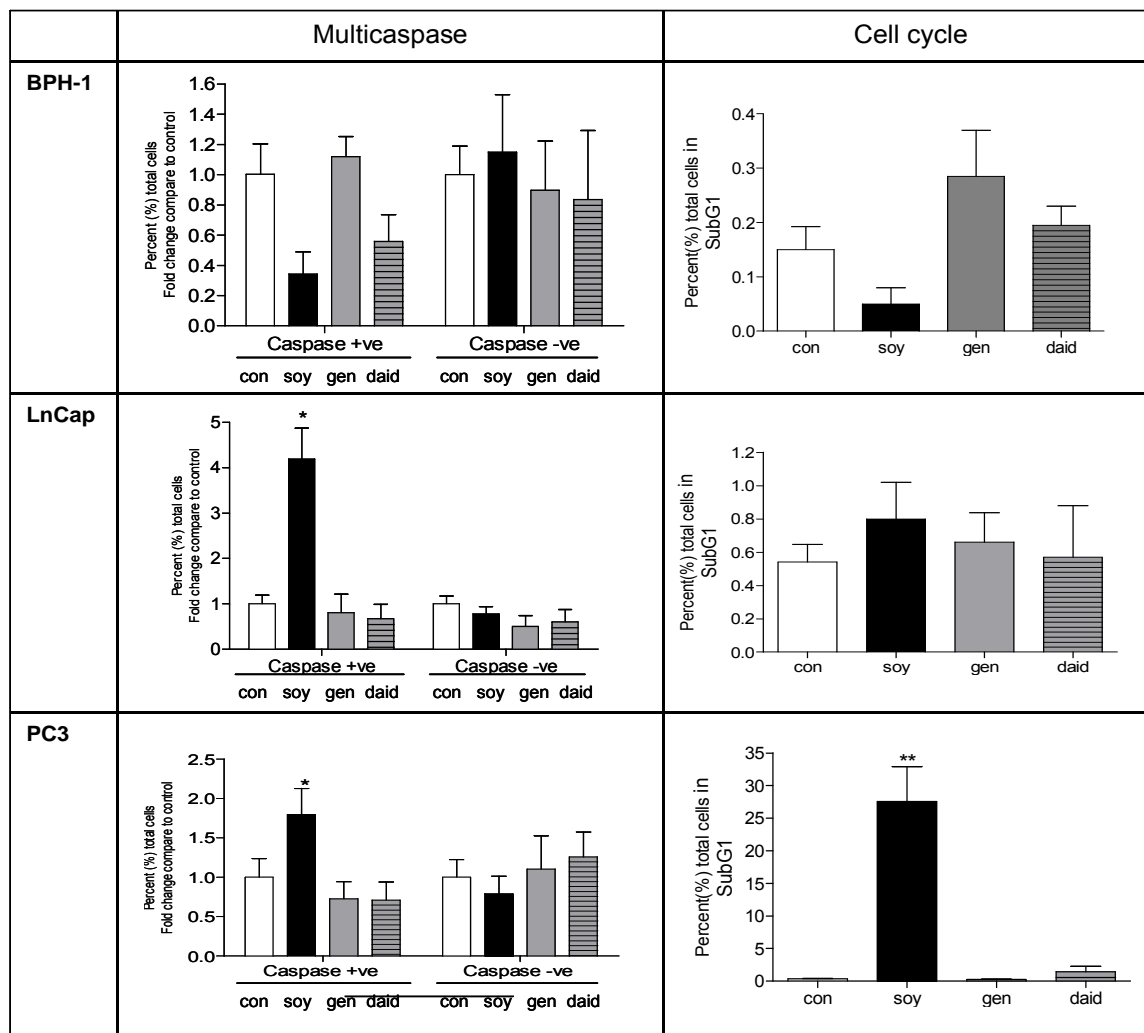 Multicaspase
Cell cycle
BPH-1
Percent (%) total cells
Fold change compare to control
1.6
1.4
1.2
1.0
0.8
0.6
0.4
0.2
0.0
Caspase +ve
Caspase -ve
con soy gen daid
con soy gen daid
Percent(%) total cells in
SubG1
0.4
0.3
0.2
0.1
0.0
con soy gen daid
LnCap
Percent (%) total cells
Fold change compare to control
5
4
3
2
1
0
*
Caspase +ve
Caspase -ve
con soy gen daid
con soy gen daid
Percent(%) total cells in
SubG1
1.2
1.0
0.8
0.6
0.4
0.2
0.0
con soy gen daid
PC3
Percent (%) total cells
Fold change compare to control
2.5
2.0
1.5
1.0
0.5
0.0
*
Caspase +ve
Caspase -ve
con soy gen daid
con soy gen daid
Percent(%) total cells in
SubG1
35
30
25
20
15
10
5
0
**
con soy gen daid